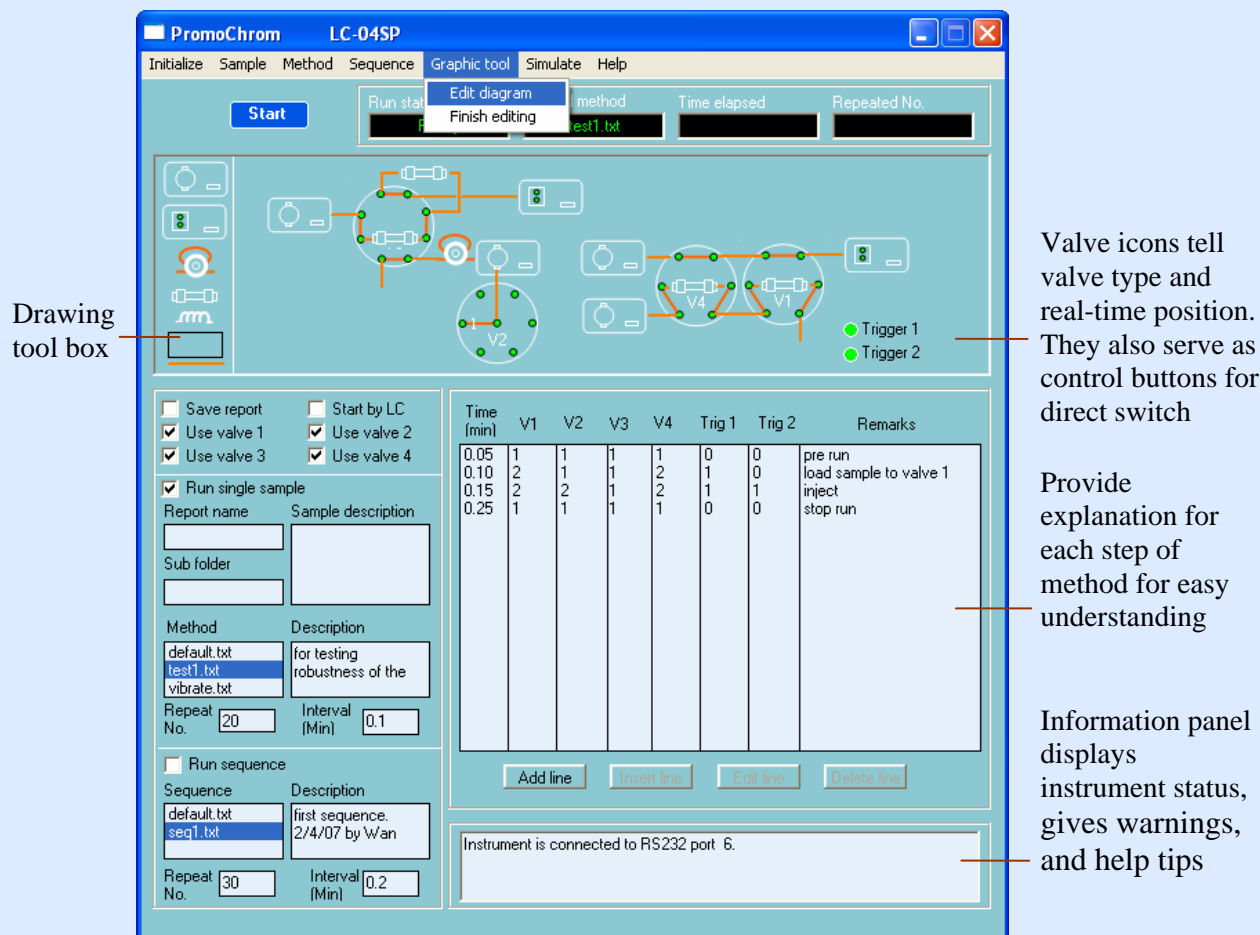 PromoChrom LC-04SP
Initialize Sample Method Sequence Graphic tool Simulate Help
Edit diagram
Finish editing
Start
Run stat
method
Time elapsed
Repeated No.
test1.txt
V2
V4
V1
Trigger 1
Trigger 2
Drawing
tool box
Valve icons tell
valve type and
real-time position.
They also serve as
control buttons for
direct switch
Save report Start by LC
Use valve 1 Use valve 2
Use valve 3 Use valve 4
Run single sample
Report name Sample description
Sub folder
Method Description
default.txt
test1.txt
vibrate.txt
for testing
robustness of the
Repeat
No.
20
Interval
(Min)
0.1
Run sequence
Sequence Description
default.txt
seq1.txt
first sequence.
2/4/07 by Wan
Repeat
No.
30
Interval
(Min)
0.2
Time
(min)
V1 V2 V3 V4 Trig 1 Trig 2 Remarks
0.05 1 1 1 1 0 0 pre run
0.10 2 1 1 2 1 0 load sample to valve 1
0.15 2 2 1 2 1 1 inject
0.25 1 1 1 1 0 0 stop run
Add line Insert line Edit line Delete line
Instrument is connected to RS232 port 6.
Provide
explanation for
each step of
method for easy
understanding
Information panel
displays
instrument status,
gives warnings,
and help tips